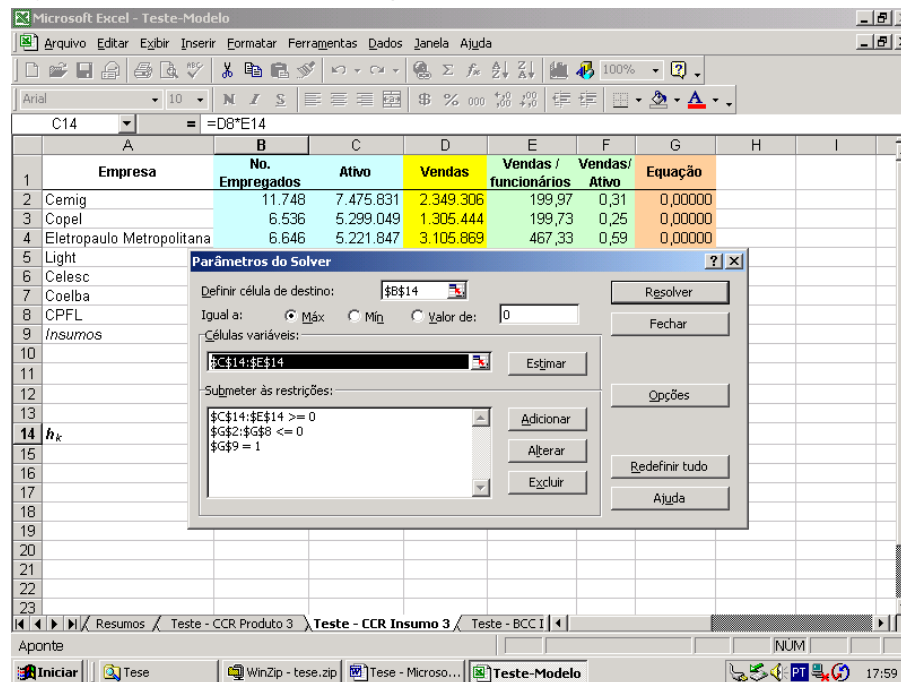 Microsoft Excel - Teste-Modelo
Arquivo Editar Exibir Inserir Formatar Ferramentas Dados Janela Ajuda
100%
Arial 10 N I S $ % 000
C14 = =D8*E14
A B C D E F G H I
1 Empresa No. Empregados Ativo Vendas Vendas / funcionários Vendas/ Ativo Equação
2 Cemig 11.748 7.475.831 2.349.306 199,97 0,31 0,00000
3 Copel 6.536 5.299.049 1.305.444 199,73 0,25 0,00000
4 Eletropaulo Metropolitana 6.646 5.221.847 3.105.869 467,33 0,59 0,00000
5 Light
6 Celesc
7 Coelba
8 CPFL
9 Insumos
10
11
12
13
14 hk
15
16
17
18
19
20
21
22
23
Parâmetros do Solver
Definir célula de destino: $B$14
Resolver
Igual a: Máx Mín Valor de: 0
Fechar
Células variáveis:
$C$14:$E$14
Estimar
Submeter às restrições:
Opções
$C$14:$E$14 >= 0
$G$2:$G$8 <= 0
$G$9 = 1
Adicionar
Alterar
Excluir
Redefinir tudo
Ajuda
Resumos / Teste - CCR Produto 3 \ Teste - CCR Insumo 3 / Teste - BCC I
Aponte NÚM
Iniciar Tese WinZip - tese.zip Tese - Microso... Teste-Modelo PT 17:59